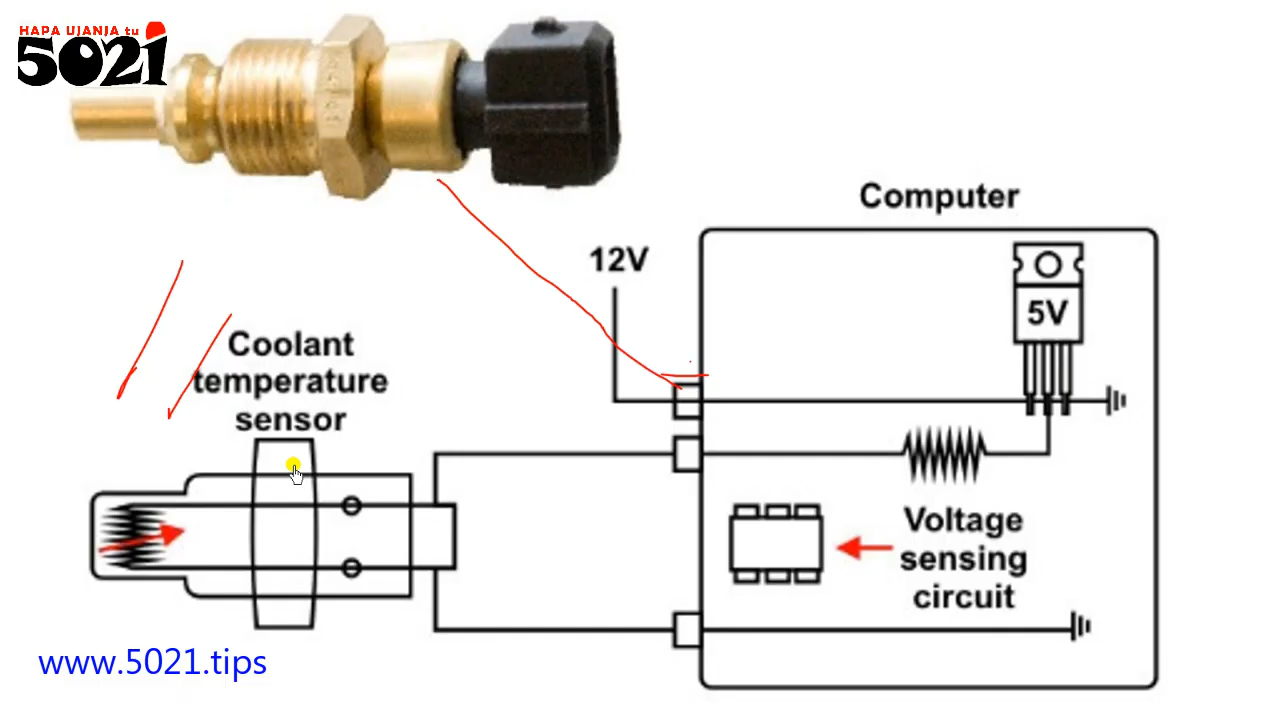 HAPA UJANJA tu
5021
Computer
12V
5V
Coolant
temperature
sensor
Voltage
sensing
circuit
www.5021.tips